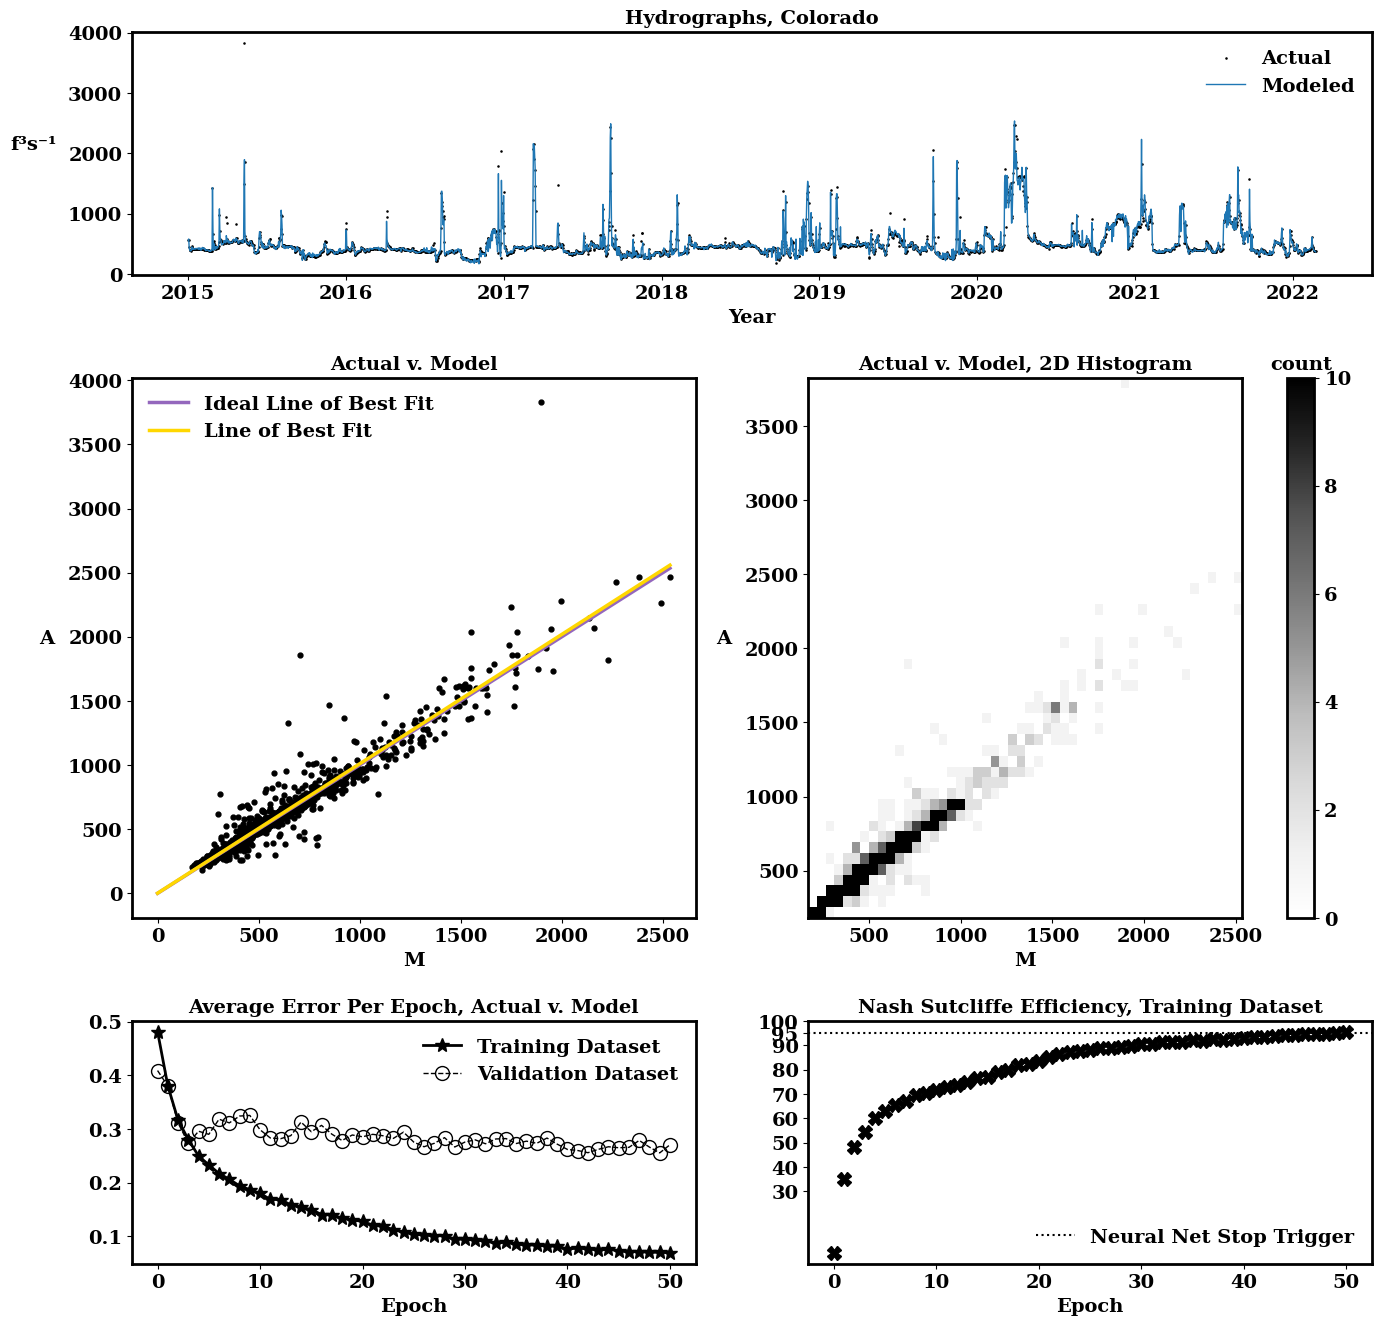 Hydrographs, Colorado
4000
3000
2000
1000
0
f³s⁻¹
Actual
Modeled
2015 2016 2017 2018 2019 2020 2021 2022
Year
Actual v. Model
4000
3500
3000
2500
2000
1500
1000
500
0
A
Ideal Line of Best Fit
Line of Best Fit
0 500 1000 1500 2000 2500
M
Actual v. Model, 2D Histogram
3500
3000
2500
2000
1500
1000
500
A
500 1000 1500 2000 2500
M
count
10
8
6
4
2
0
Average Error Per Epoch, Actual v. Model
0.5
0.4
0.3
0.2
0.1
Training Dataset
Validation Dataset
0 10 20 30 40 50
Epoch
Nash Sutcliffe Efficiency, Training Dataset
100
95
90
80
70
60
50
40
30
Neural Net Stop Trigger
0 10 20 30 40 50
Epoch